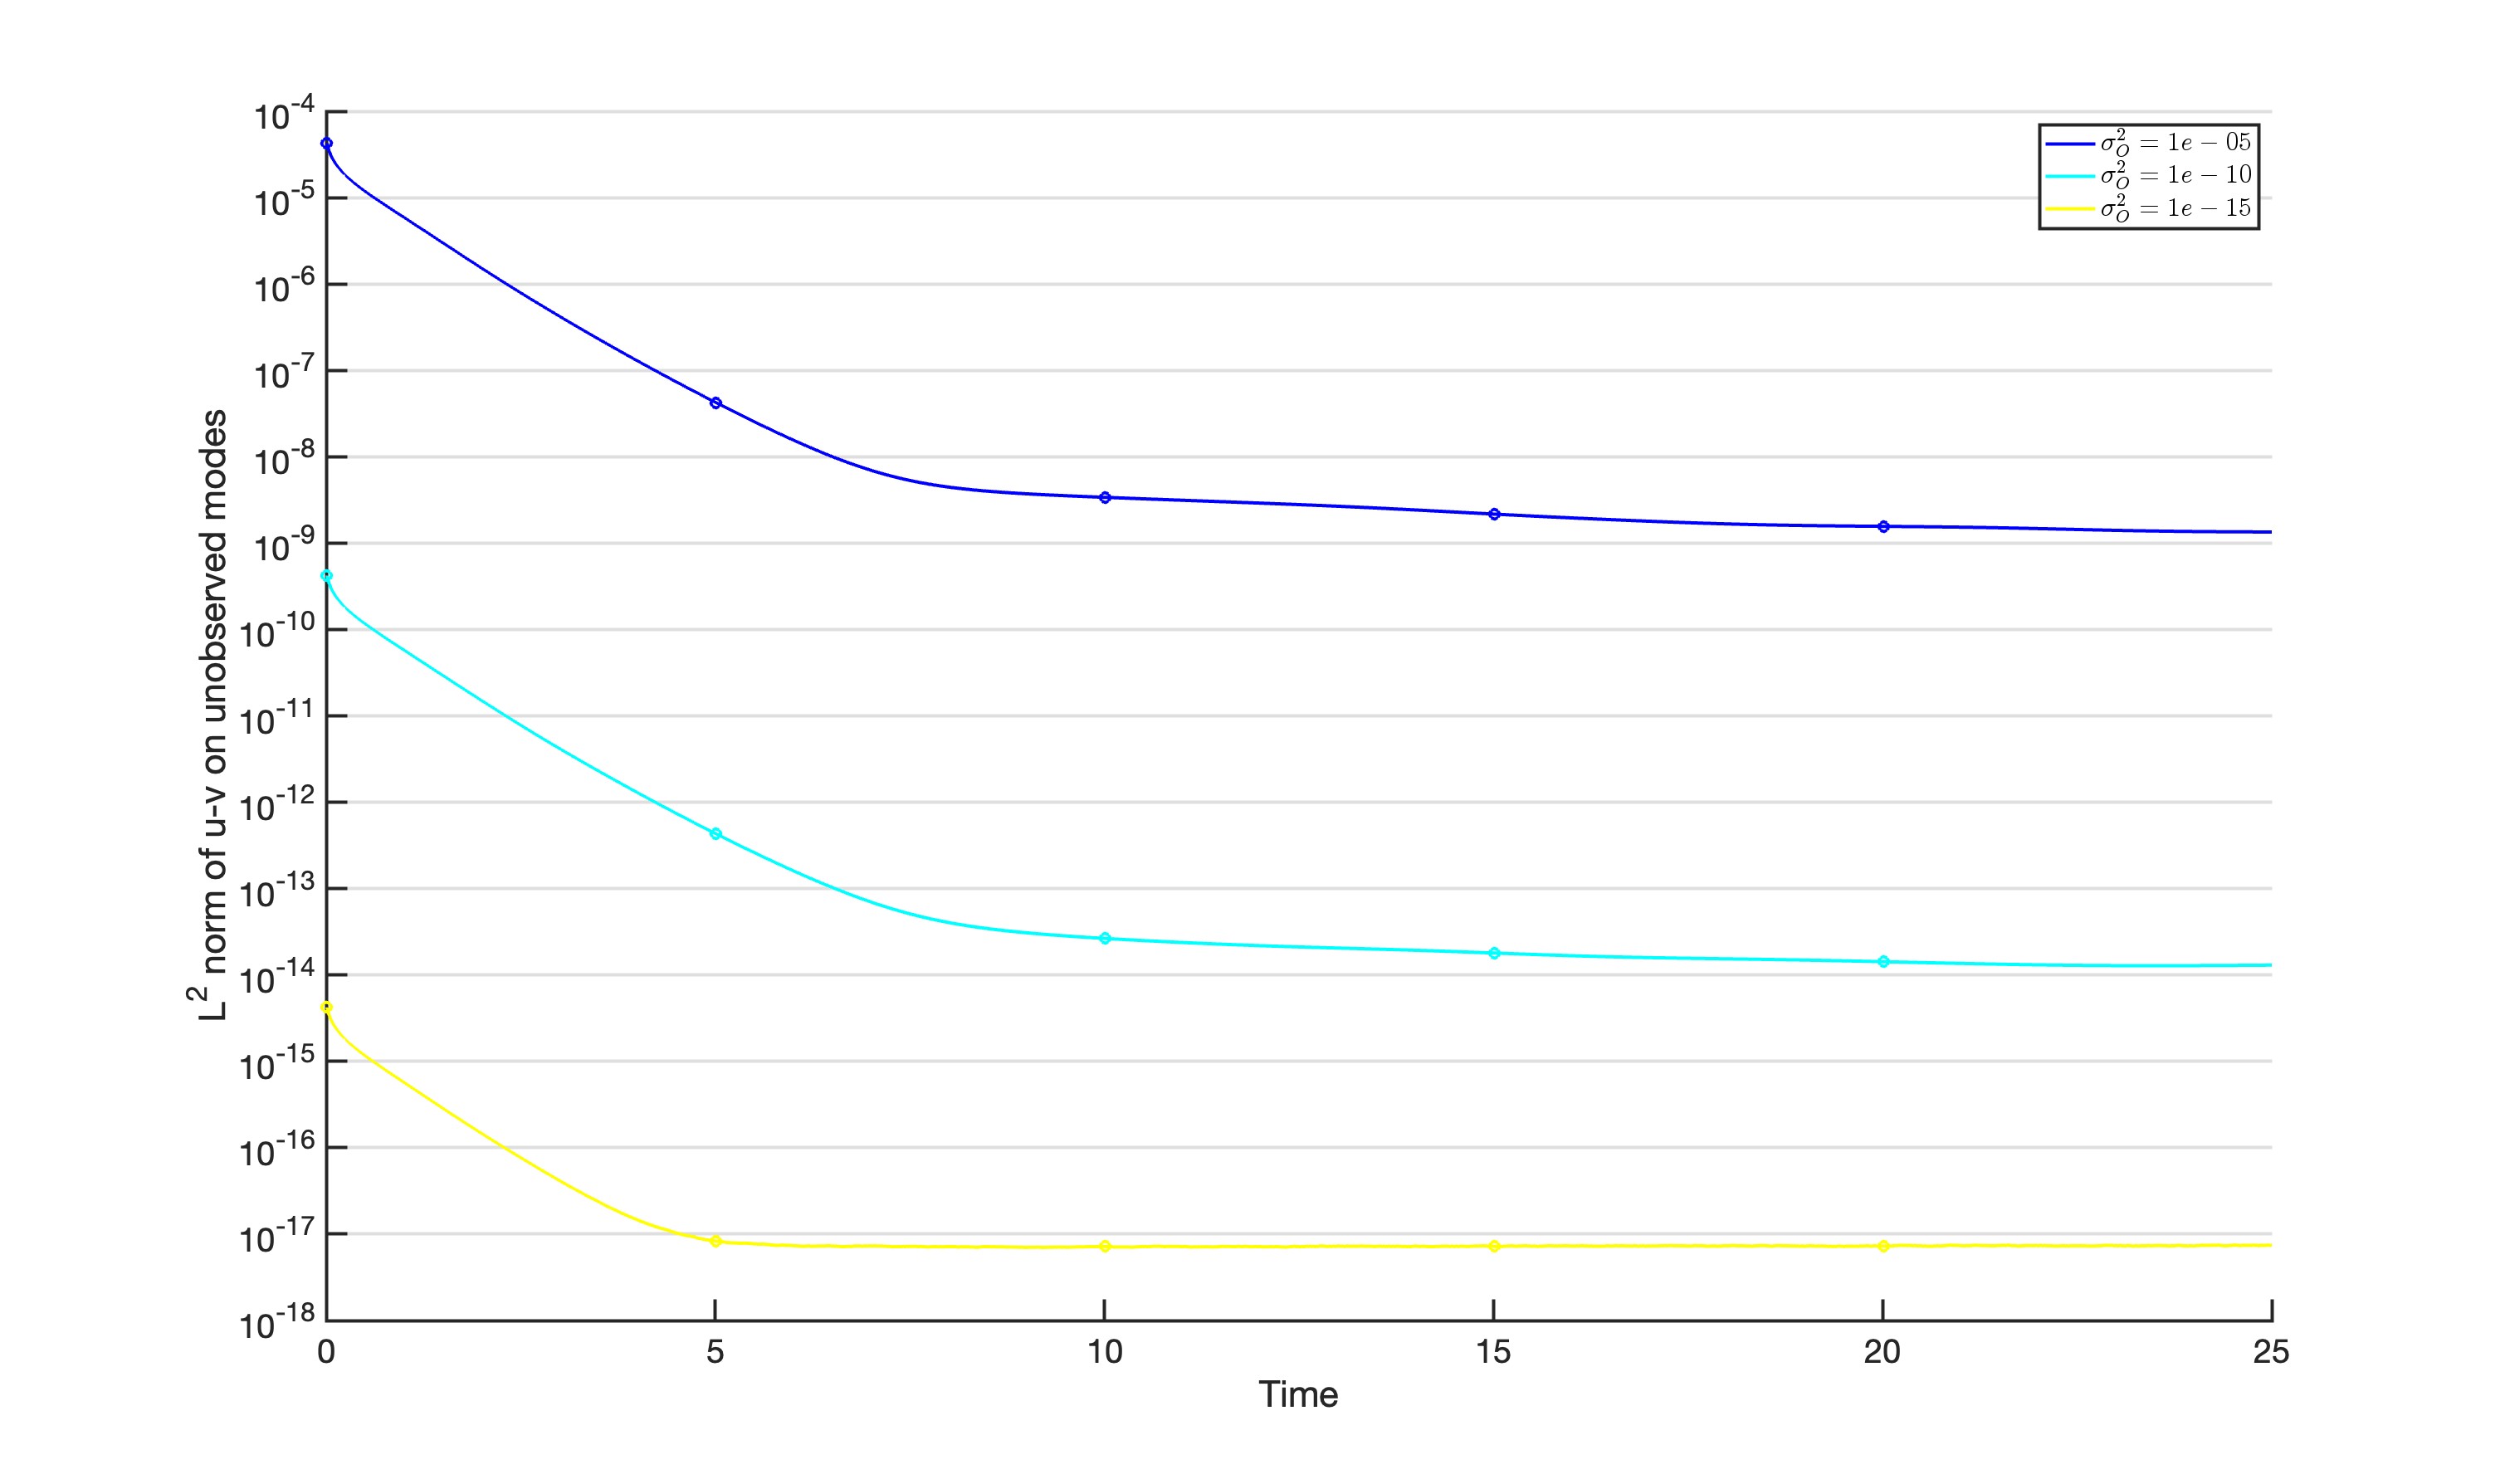 10^-4
10^-5
10^-6
10^-7
10^-8
10^-9
10^-10
10^-11
10^-12
10^-13
10^-14
10^-15
10^-16
10^-17
10^-18
L^2 norm of u-v on unobserved modes
0 5 10 15 20 25
Time
σ_O^2 = 1e − 05
σ_O^2 = 1e − 10
σ_O^2 = 1e − 15